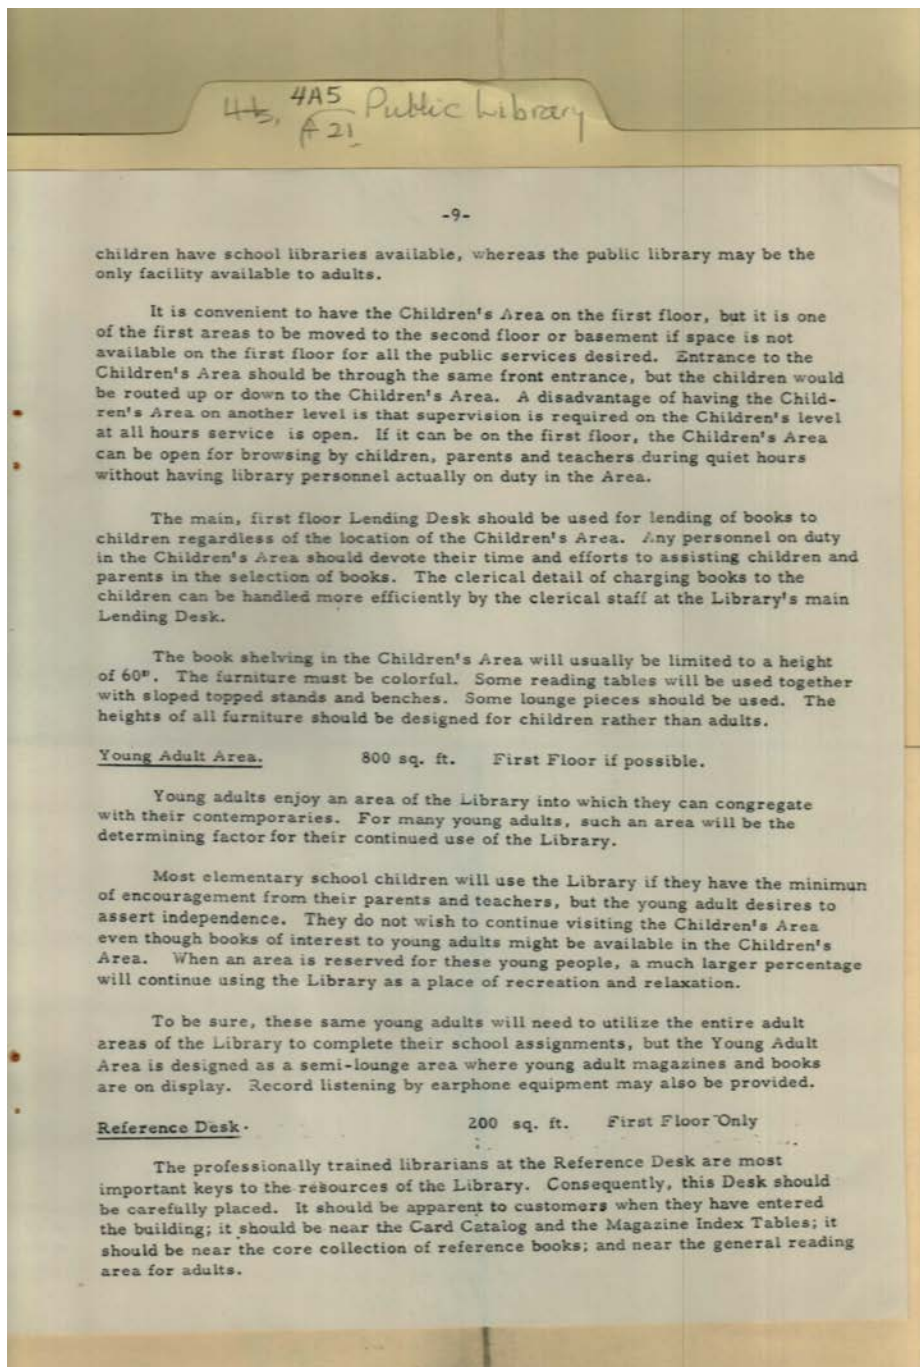 4b, 4A5 Public Library
A 21
-9-
children have school libraries available, whereas the public library may be the
only facility available to adults.
It is convenient to have the Children's Area on the first floor, but it is one
of the first areas to be moved to the second floor or basement if space is not
available on the first floor for all the public services desired. Entrance to the
Children's Area should be through the same front entrance, but the children would
be routed up or down to the Children's Area. A disadvantage of having the Child-
ren's Area on another level is that supervision is required on the Children's level
at all hours service is open. If it can be on the first floor, the Children's Area
can be open for browsing by children, parents and teachers during quiet hours
without having library personnel actually on duty in the Area.
The main, first floor Lending Desk should be used for lending of books to
children regardless of the location of the Children's Area. Any personnel on duty
in the Children's Area should devote their time and efforts to assisting children and
parents in the selection of books. The clerical detail of charging books to the
children can be handled more efficiently by the clerical staff at the Library's main
Lending Desk.
The book shelving in the Children's Area will usually be limited to a height
of 60". The furniture must be colorful. Some reading tables will be used together
with sloped topped stands and benches. Some lounge pieces should be used. The
heights of all furniture should be designed for children rather than adults.
Young Adult Area. 800 sq. ft. First Floor if possible.
Young adults enjoy an area of the Library into which they can congregate
with their contemporaries. For many young adults, such an area will be the
determining factor for their continued use of the Library.
Most elementary school children will use the Library if they have the minimun
of encouragement from their parents and teachers, but the young adult desires to
assert independence. They do not wish to continue visiting the Children's Area
even though books of interest to young adults might be available in the Children's
Area. When an area is reserved for these young people, a much larger percentage
will continue using the Library as a place of recreation and relaxation.
To be sure, these same young adults will need to utilize the entire adult
areas of the Library to complete their school assignments, but the Young Adult
Area is designed as a semi-lounge area where young adult magazines and books
are on display. Record listening by earphone equipment may also be provided.
Reference Desk. 200 sq. ft. First Floor Only
The professionally trained librarians at the Reference Desk are most
important keys to the resources of the Library. Consequently, this Desk should
be carefully placed. It should be apparent to customers when they have entered
the building; it should be near the Card Catalog and the Magazine Index Tables; it
should be near the core collection of reference books; and near the general reading
area for adults.